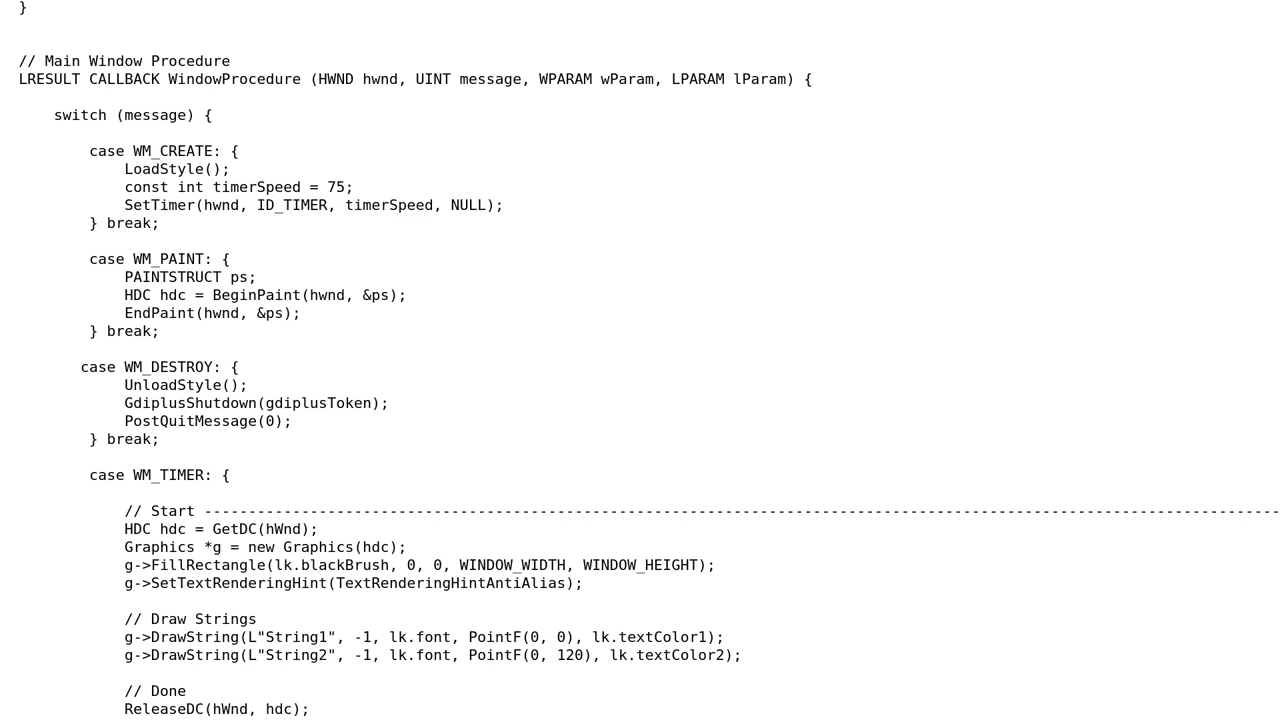 }
// Main Window Procedure
LRESULT CALLBACK WindowProcedure (HWND hwnd, UINT message, WPARAM wParam, LPARAM lParam) {
switch (message) {
case WM_CREATE: {
LoadStyle();
const int timerSpeed = 75;
SetTimer(hwnd, ID_TIMER, timerSpeed, NULL);
} break;
case WM_PAINT: {
PAINTSTRUCT ps;
HDC hdc = BeginPaint(hwnd, &ps);
EndPaint(hwnd, &ps);
} break;
case WM_DESTROY: {
UnloadStyle();
GdiplusShutdown(gdiplusToken);
PostQuitMessage(0);
} break;
case WM_TIMER: {
// Start --------------------------------------------------------------------------------------------------------------------------
HDC hdc = GetDC(hWnd);
Graphics *g = new Graphics(hdc);
g->FillRectangle(lk.blackBrush, 0, 0, WINDOW_WIDTH, WINDOW_HEIGHT);
g->SetTextRenderingHint(TextRenderingHintAntiAlias);
// Draw Strings
g->DrawString(L"String1", -1, lk.font, PointF(0, 0), lk.textColor1);
g->DrawString(L"String2", -1, lk.font, PointF(0, 120), lk.textColor2);
// Done
ReleaseDC(hWnd, hdc);